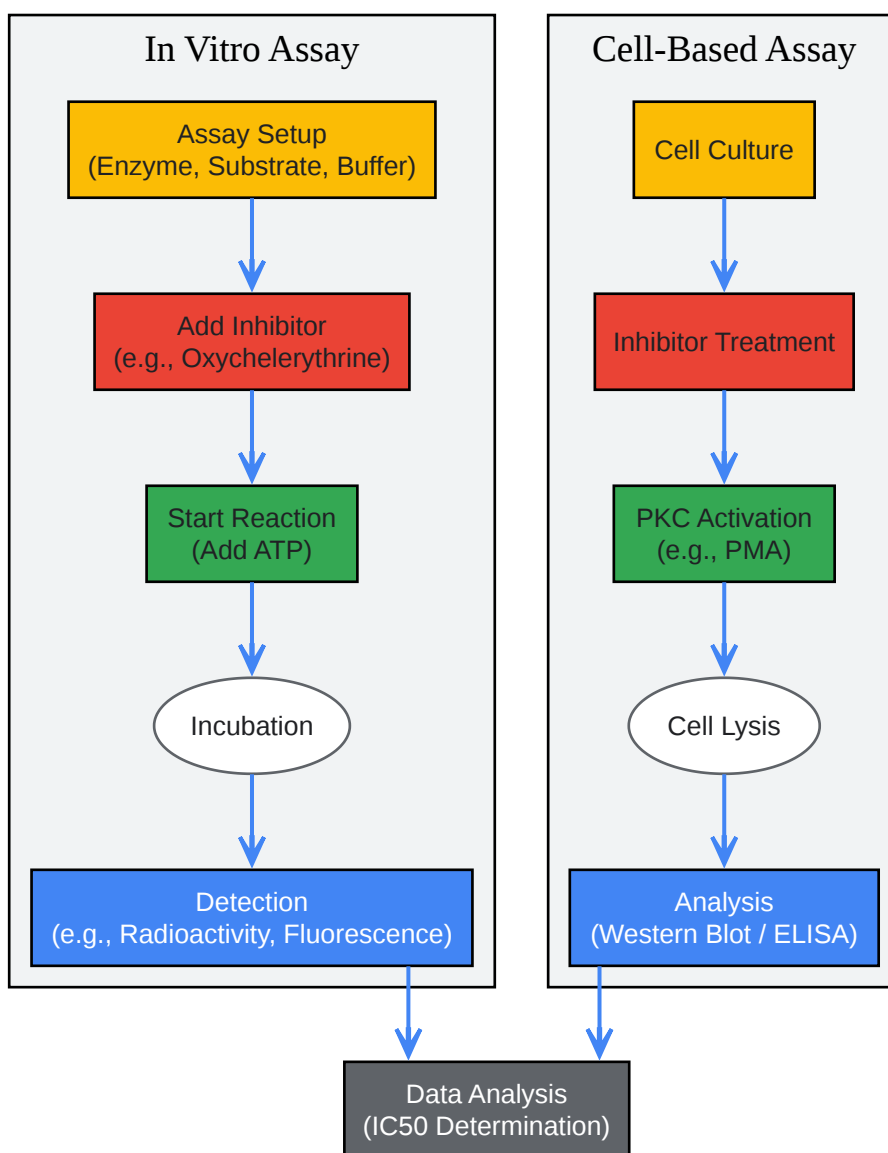 In Vitro Assay
Assay Setup
(Enzyme, Substrate, Buffer)
Add Inhibitor
(e.g., Oxychelerythrine)
Start Reaction
(Add ATP)
Incubation
Detection
(e.g., Radioactivity, Fluorescence)
Cell-Based Assay
Cell Culture
Inhibitor Treatment
PKC Activation
(e.g., PMA)
Cell Lysis
Analysis
(Western Blot / ELISA)
Data Analysis
(IC50 Determination)